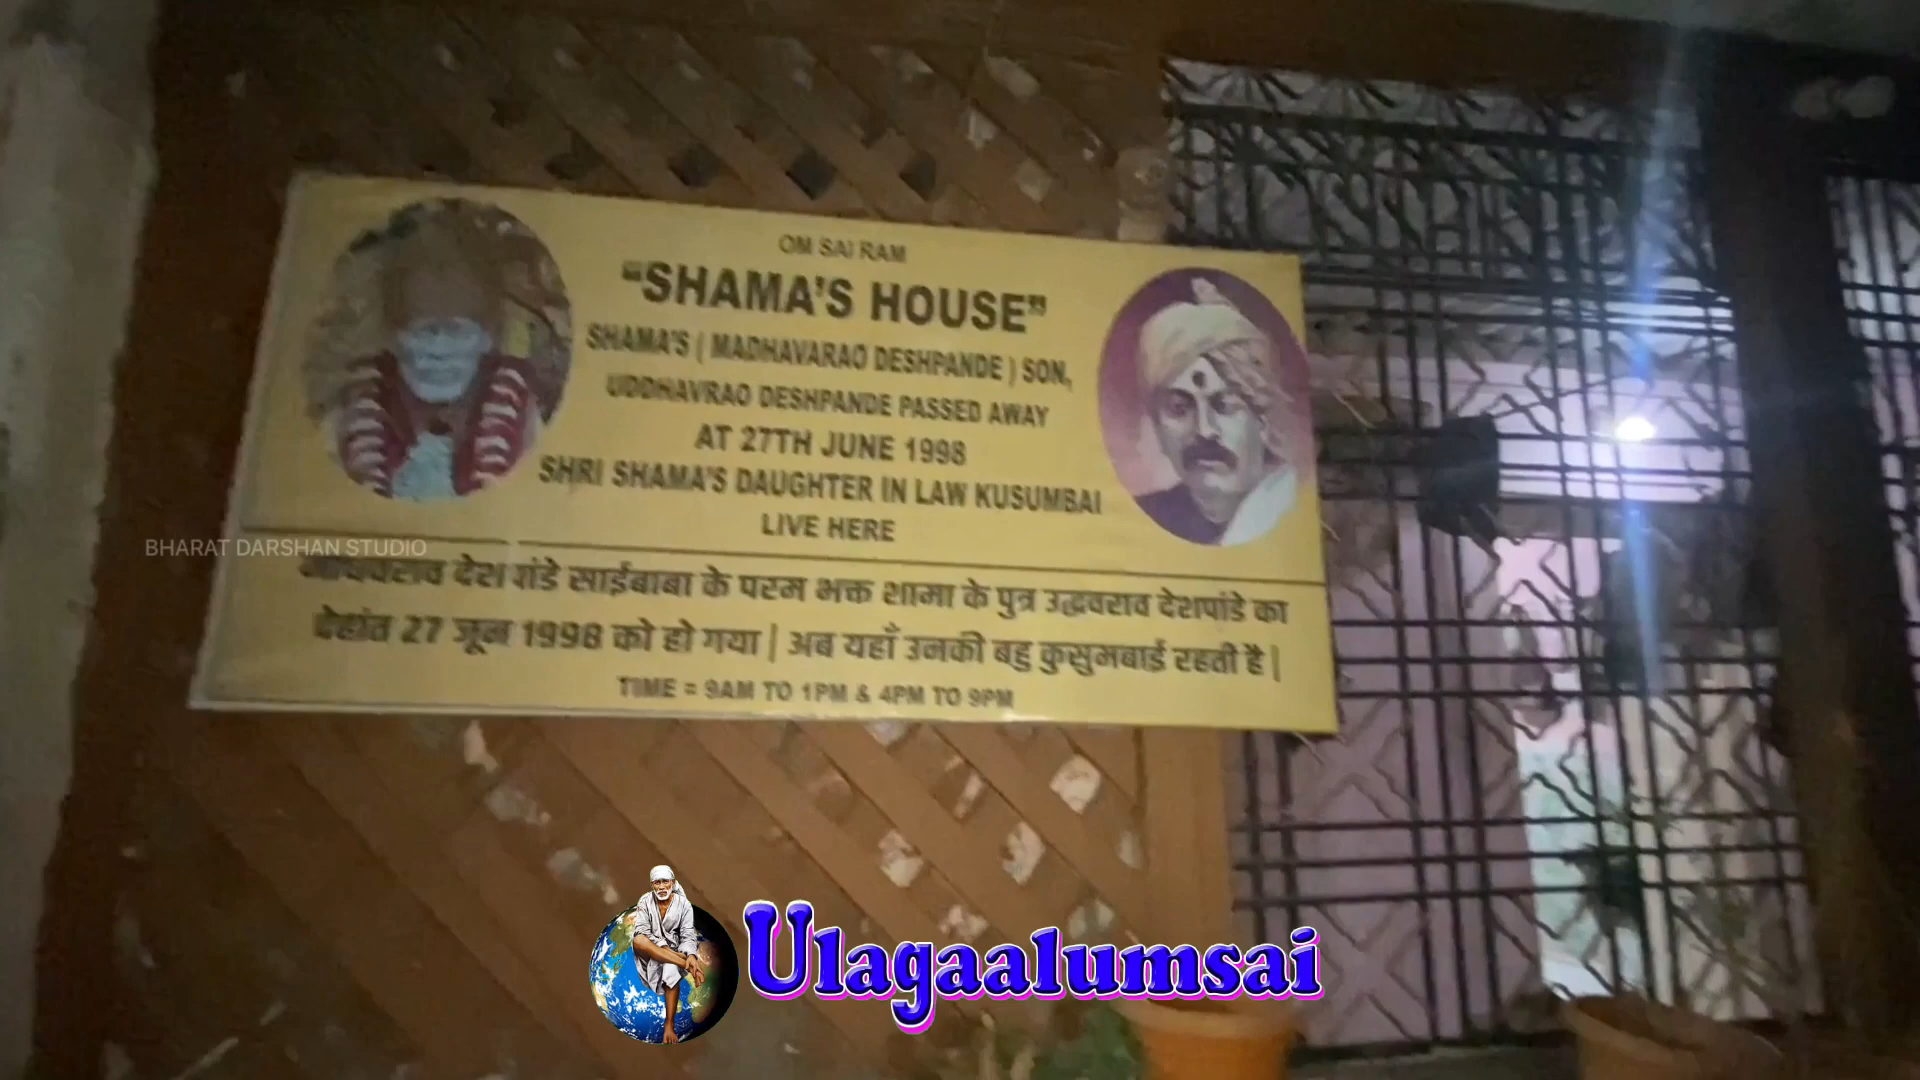 OM SAI RAM
"SHAMA'S HOUSE"
SHAMA'S ( MADHAVARAO DESHPANDE ) SON,
UDDHAVRAO DESHPANDE PASSED AWAY
AT 27TH JUNE 1998
SHRI SHAMA'S DAUGHTER IN LAW KUSUMBAI
LIVE HERE
BHARAT DARSHAN STUDIO
माधवराव देश पांडे साईबाबा के परम भक्त शामा के पुत्र उद्धवराव देशपांडे का
देहांत 27 जून 1998 को हो गया | अब यहाँ उनकी बहु कुसुमबाई रहती है |
TIME = 9AM TO 1PM & 4PM TO 9PM
Ulagaalumsai